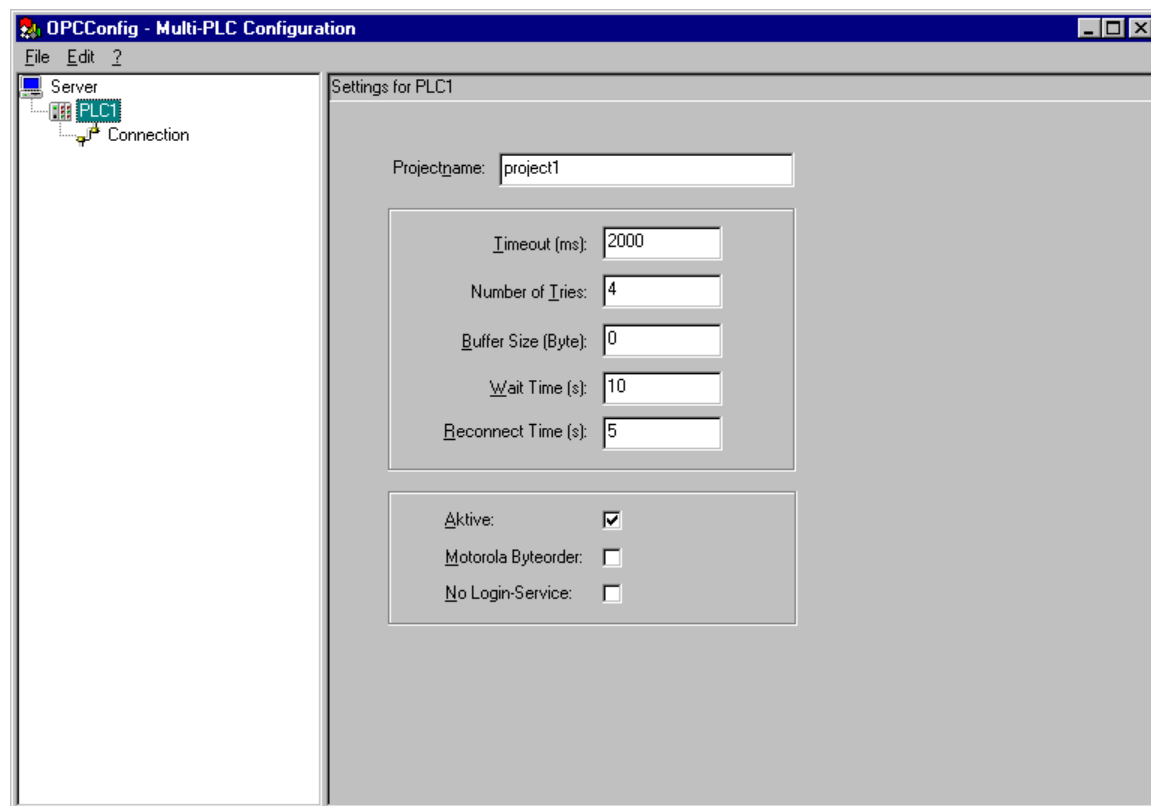 OPCConfig - Multi-PLC Configuration
File Edit ?
Server
PLC1
Connection
Settings for PLC1
Projectname: project1
Timeout (ms): 2000
Number of Tries: 4
Buffer Size (Byte): 0
Wait Time (s): 10
Reconnect Time (s): 5
Aktive:
Motorola Byteorder:
No Login-Service: